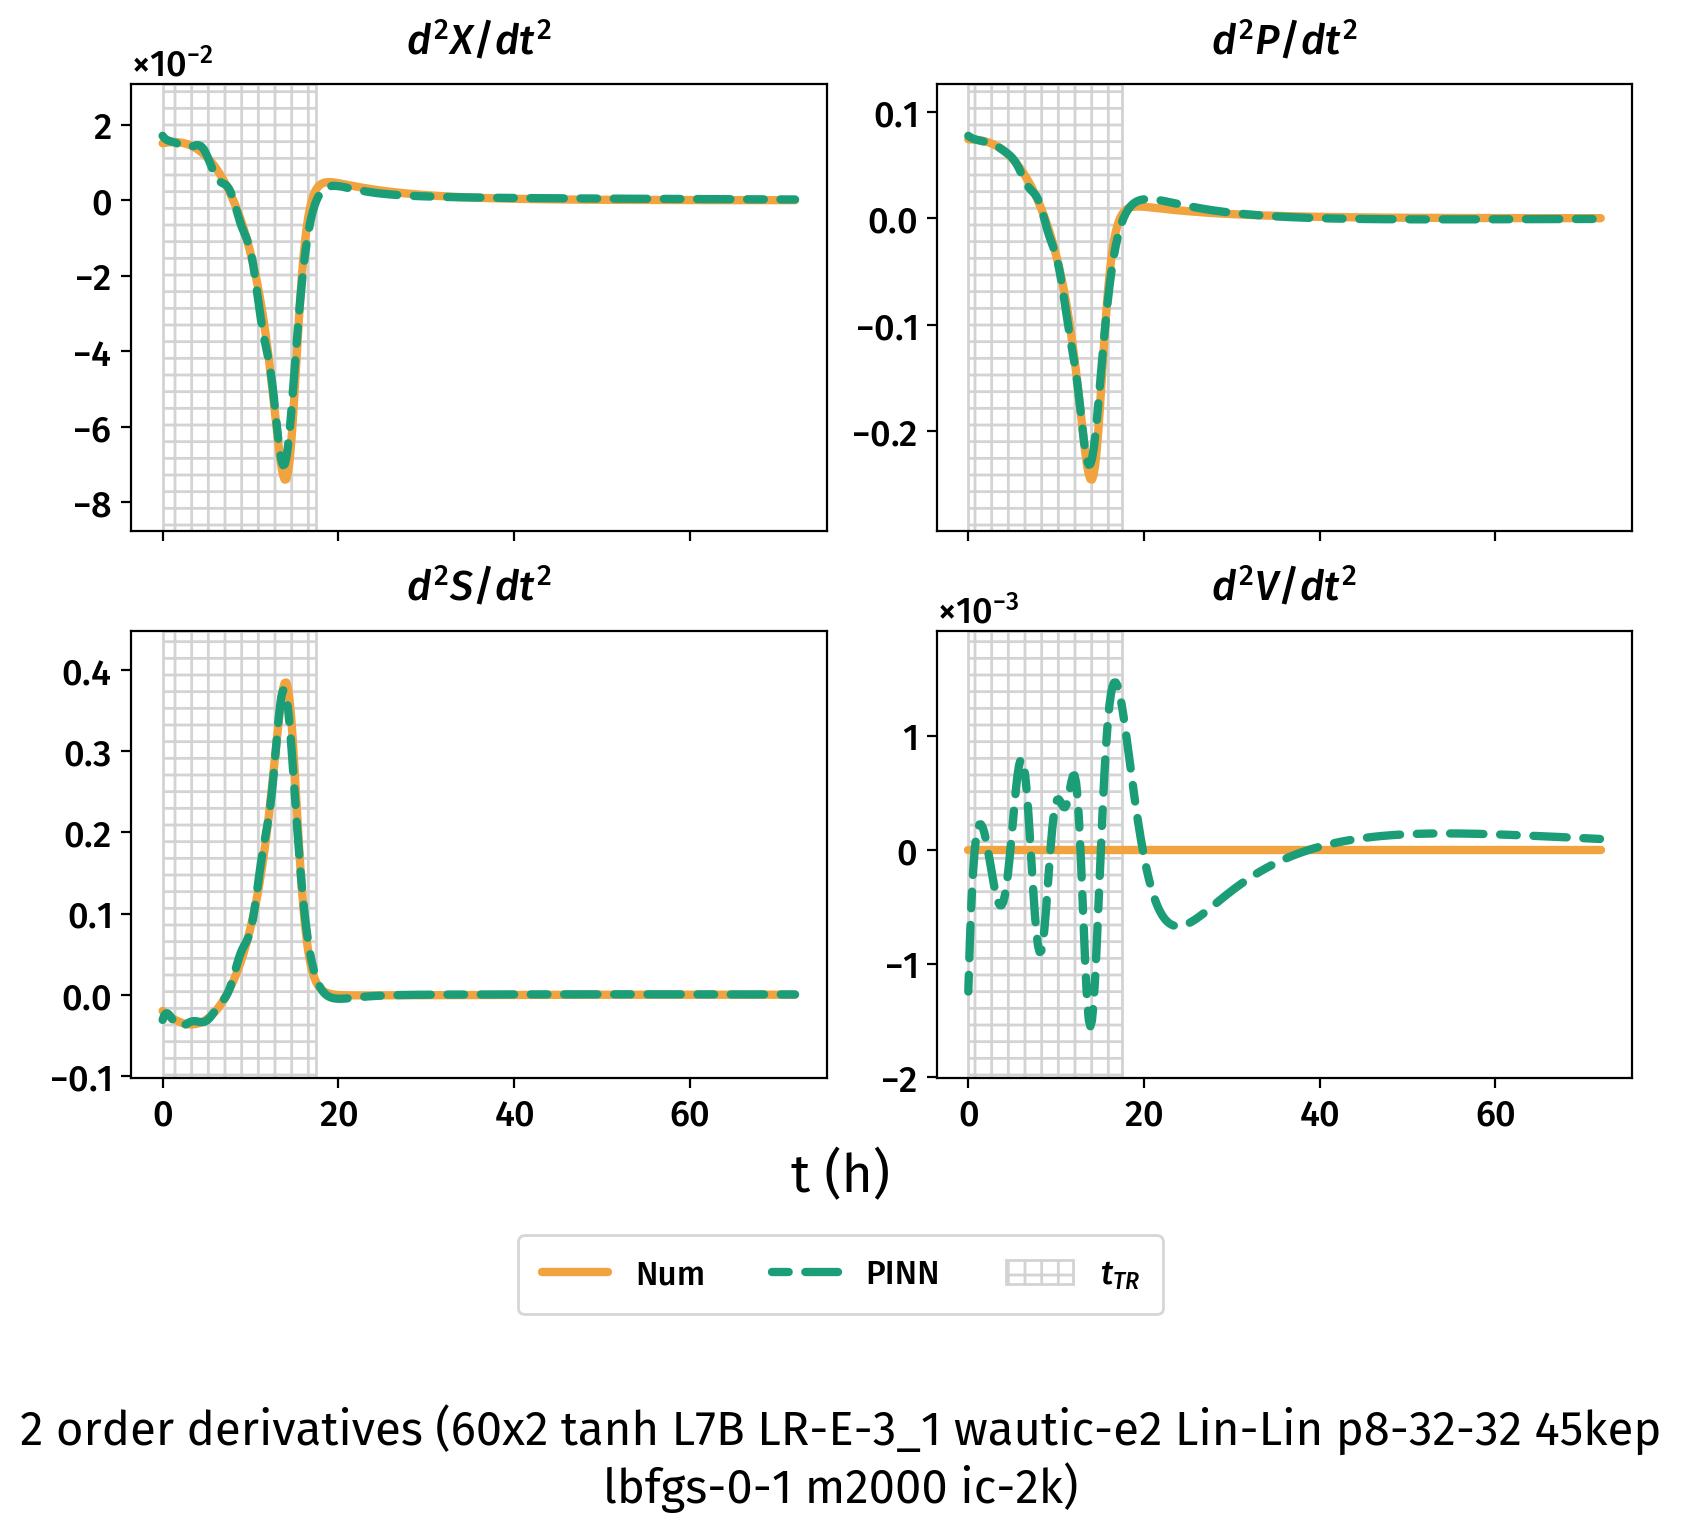 d²X/dt²
×10⁻²
2
0
−2
−4
−6
−8
d²P/dt²
0.1
0.0
−0.1
−0.2
d²S/dt²
0.4
0.3
0.2
0.1
0.0
−0.1
0 20 40 60
d²V/dt²
×10⁻³
1
0
−1
−2
0 20 40 60
t (h)
Num PINN t_TR
2 order derivatives (60x2 tanh L7B LR-E-3_1 wautic-e2 Lin-Lin p8-32-32 45kep
lbfgs-0-1 m2000 ic-2k)